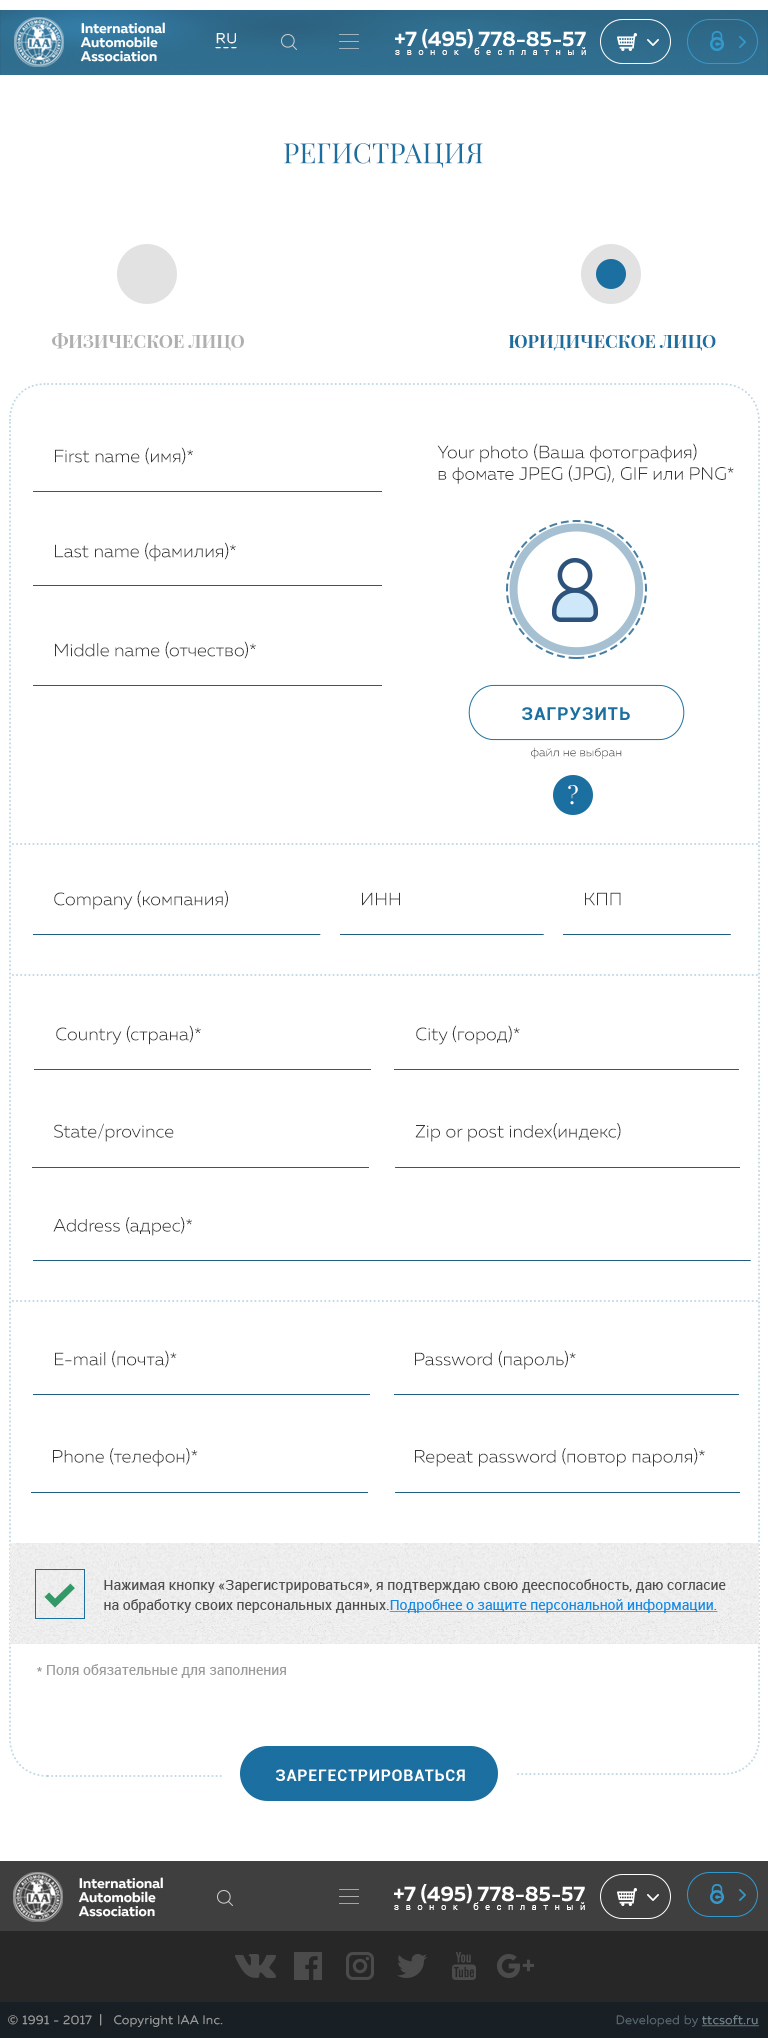 International
Automobile
Association
RU
+7 (495) 778-85-57
звонок бесплатный
РЕГИСТРАЦИЯ
ФИЗИЧЕСКОЕ ЛИЦО
ЮРИДИЧЕСКОЕ ЛИЦО
First name (имя)*
Your photo (Ваша фотография)
в фомате JPEG (JPG), GIF или PNG*
Last name (фамилия)*
Middle name (отчество)*
ЗАГРУЗИТЬ
файл не выбран
?
Company (компания)
ИНН
КПП
Country (страна)*
City (город)*
State/province
Zip or post index(индекс)
Address (адрес)*
E-mail (почта)*
Password (пароль)*
Phone (телефон)*
Repeat password (повтор пароля)*
Нажимая кнопку «Зарегистрироваться», я подтверждаю свою дееспособность, даю согласие
на обработку своих персональных данных.Подробнее о защите персональной информации.
* Поля обязательные для заполнения
ЗАРЕГЕСТРИРОВАТЬСЯ
International
Automobile
Association
+7 (495) 778-85-57
звонок бесплатный
You
Tube
G+
© 1991 - 2017 | Copyright IAA Inc.
Developed by ttcsoft.ru